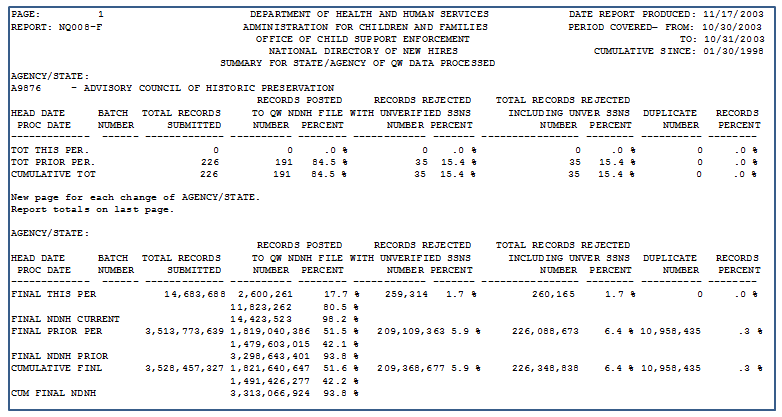 PAGE: 1 DEPARTMENT OF HEALTH AND HUMAN SERVICES DATE REPORT PRODUCED: 11/17/2003
REPORT: NQ008-F ADMINISTRATION FOR CHILDREN AND FAMILIES PERIOD COVERED- FROM: 10/30/2003
OFFICE OF CHILD SUPPORT ENFORCEMENT TO: 10/31/2003
NATIONAL DIRECTORY OF NEW HIRES CUMULATIVE SINCE: 01/30/1998
SUMMARY FOR STATE/AGENCY OF QW DATA PROCESSED
AGENCY/STATE:
A9876 - ADVISORY COUNCIL OF HISTORIC PRESERVATION
RECORDS POSTED RECORDS REJECTED TOTAL RECORDS REJECTED
HEAD DATE BATCH TOTAL RECORDS TO QW NDNH FILE WITH UNVERIFIED SSNS INCLUDING UNVER SSNS DUPLICATE RECORDS
PROC DATE NUMBER SUBMITTED NUMBER PERCENT NUMBER PERCENT NUMBER PERCENT NUMBER PERCENT
------------ ------ ------------- --------- ------- --------- ------- ---------- ------- --------- -------
TOT THIS PER. 0 0 .0 % 0 .0 % 0 .0 % 0 .0 %
TOT PRIOR PER. 226 191 84.5 % 35 15.4 % 35 15.4 % 0 .0 %
CUMULATIVE TOT 226 191 84.5 % 35 15.4 % 35 15.4 % 0 .0 %
New page for each change of AGENCY/STATE.
Report totals on last page.
AGENCY/STATE:
RECORDS POSTED RECORDS REJECTED TOTAL RECORDS REJECTED
HEAD DATE BATCH TOTAL RECORDS TO QW NDNH FILE WITH UNVERIFIED SSNS INCLUDING UNVER SSNS DUPLICATE RECORDS
PROC DATE NUMBER SUBMITTED NUMBER PERCENT NUMBER PERCENT NUMBER PERCENT NUMBER PERCENT
------------ ------ ------------- --------- ------- --------- ------- ---------- ------- --------- -------
FINAL THIS PER 14,683,688 2,600,261 17.7 % 259,314 1.7 % 260,165 1.7 % 0 .0 %
11,823,262 80.5 %
FINAL NDNH CURRENT 14,423,523 98.2 %
FINAL PRIOR PER 3,513,773,639 1,819,040,386 51.5 % 209,109,363 5.9 % 226,088,673 6.4 % 10,958,435 .3 %
1,479,603,015 42.1 %
FINAL NDNH PRIOR 3,298,643,401 93.8 %
CUMULATIVE FINL 3,528,457,327 1,821,640,647 51.6 % 209,368,677 5.9 % 226,348,838 6.4 % 10,958,435 .3 %
1,491,426,277 42.2 %
CUM FINAL NDNH 3,313,066,924 93.8 %